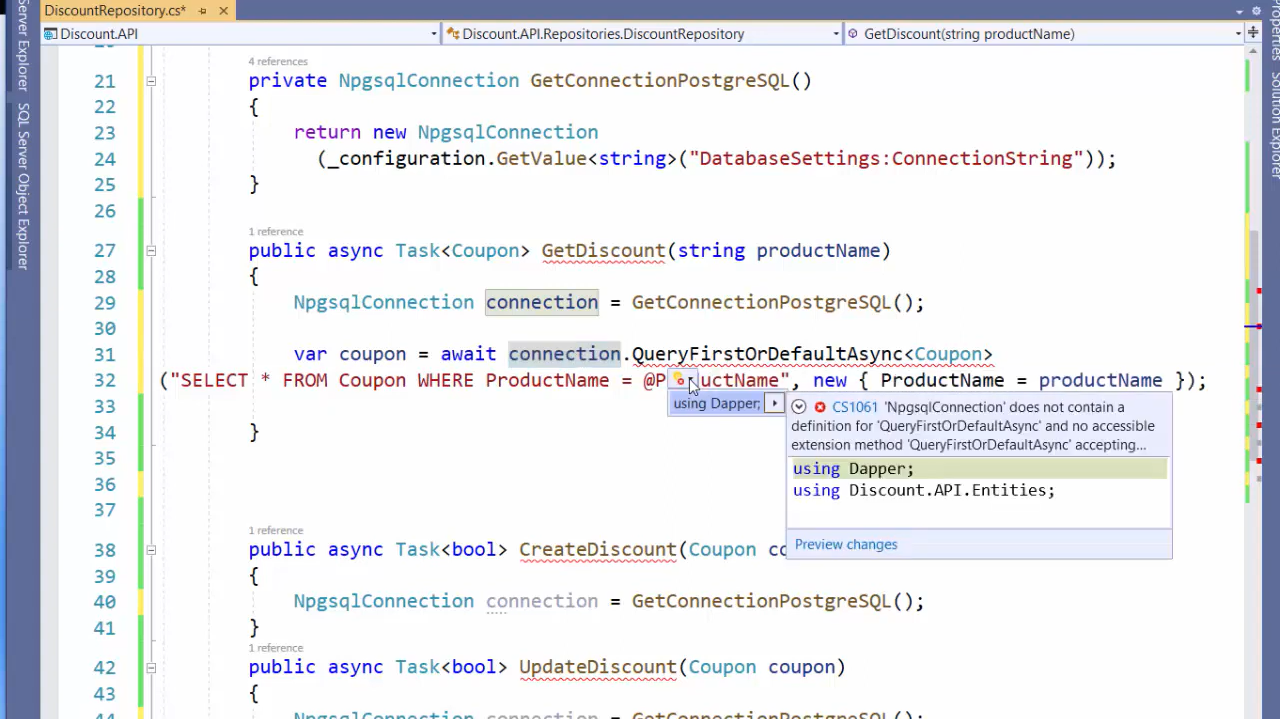 DiscountRepository.cs*
Discount.API
Discount.API.Repositories.DiscountRepository
GetDiscount(string productName)
Server Explorer
SQL Server Object Explorer
Properties
Solution Explorer
4 references
21 private NpgsqlConnection GetConnectionPostgreSQL()
22 {
23 return new NpgsqlConnection
24 (_configuration.GetValue<string>("DatabaseSettings:ConnectionString"));
25 }
26
1 reference
27 public async Task<Coupon> GetDiscount(string productName)
28 {
29 NpgsqlConnection connection = GetConnectionPostgreSQL();
30
31 var coupon = await connection.QueryFirstOrDefaultAsync<Coupon>
32 ("SELECT * FROM Coupon WHERE ProductName = @P uctName", new { ProductName = productName });
using Dapper;
CS1061 'NpgsqlConnection' does not contain a
definition for 'QueryFirstOrDefaultAsync' and no accessible
extension method 'QueryFirstOrDefaultAsync' accepting...
using Dapper;
using Discount.API.Entities;
Preview changes
33
34 }
35
36
37
1 reference
38 public async Task<bool> CreateDiscount(Coupon co
39 {
40 NpgsqlConnection connection = GetConnectionPostgreSQL();
41 }
1 reference
42 public async Task<bool> UpdateDiscount(Coupon coupon)
43 {
44 NpgsqlConnection connection = GetConnectionPostgreSQL();